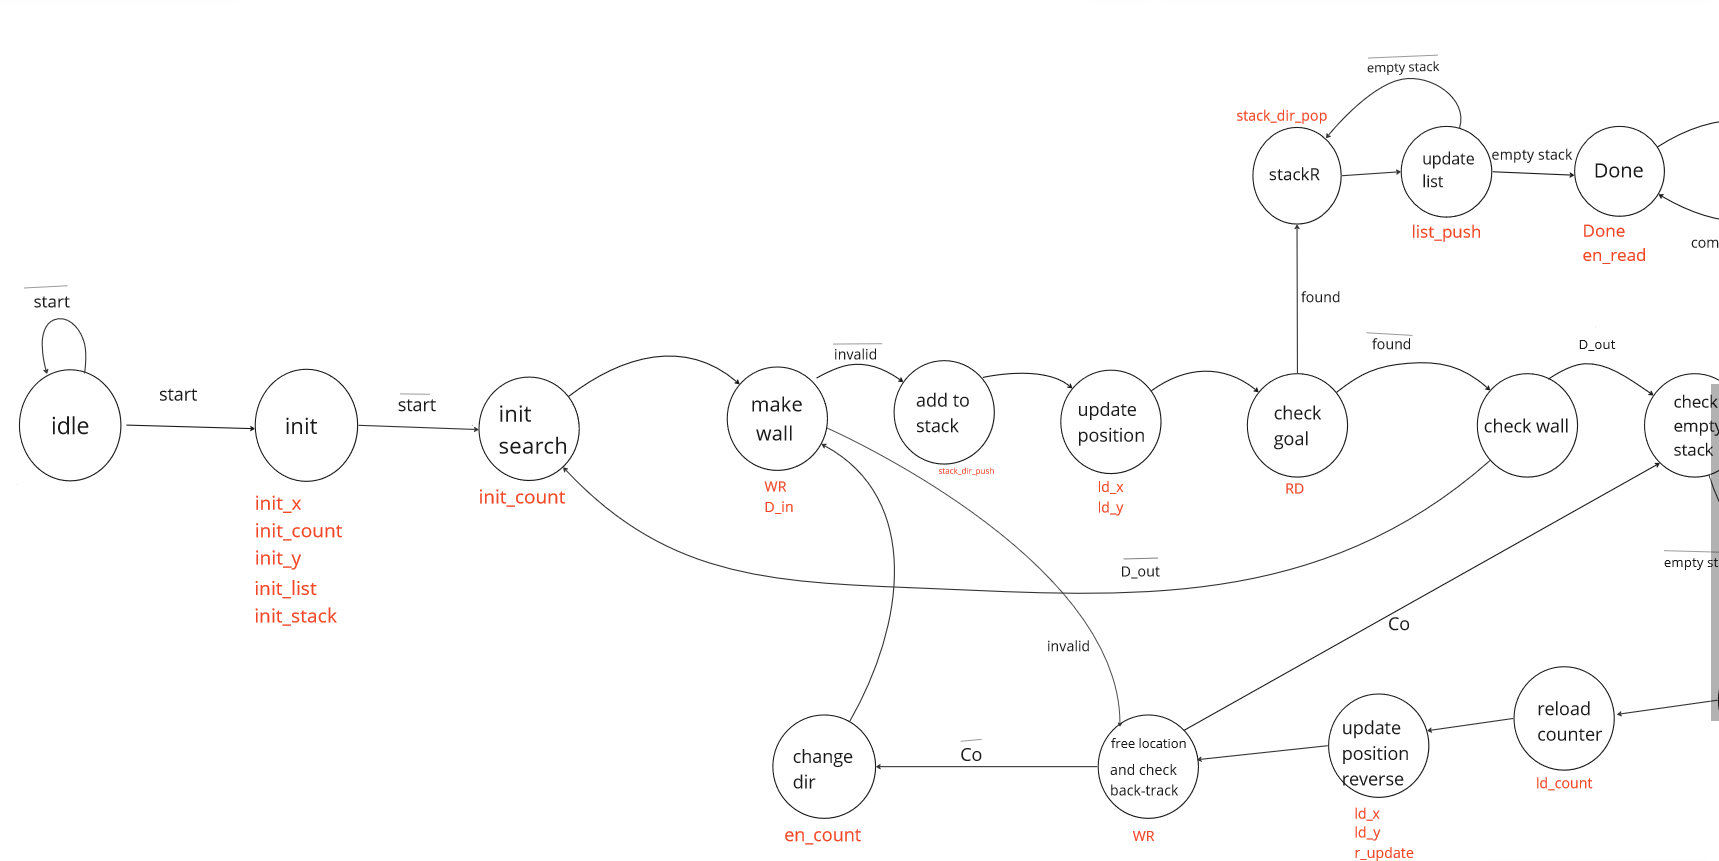 empty stack
stack_dir_pop
stackR
update
list
empty stack
Done
list_push
Done
en_read
com
found
start
idle
start
init
start
init_x
init_count
init_y
init_list
init_stack
init
search
init_count
make
wall
WR
D_in
invalid
add to
stack
stack_dir_push
update
position
ld_x
ld_y
check
goal
RD
found
check wall
D_out
check
empty
stack
D_out
empty st
invalid
Co
change
dir
en_count
Co
free location
and check
back-track
WR
update
position
reverse
ld_x
ld_y
r_update
reload
counter
ld_count